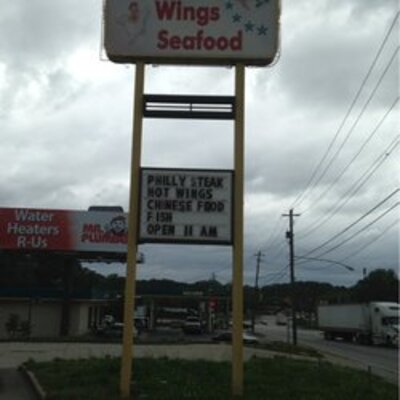 Wings
Seafood
PHILLY STEAK
HOT WINGS
CHINESE FOOD
FISH
OPEN 11 AM
Water
Heaters
R-Us
MR.
PLUMBER